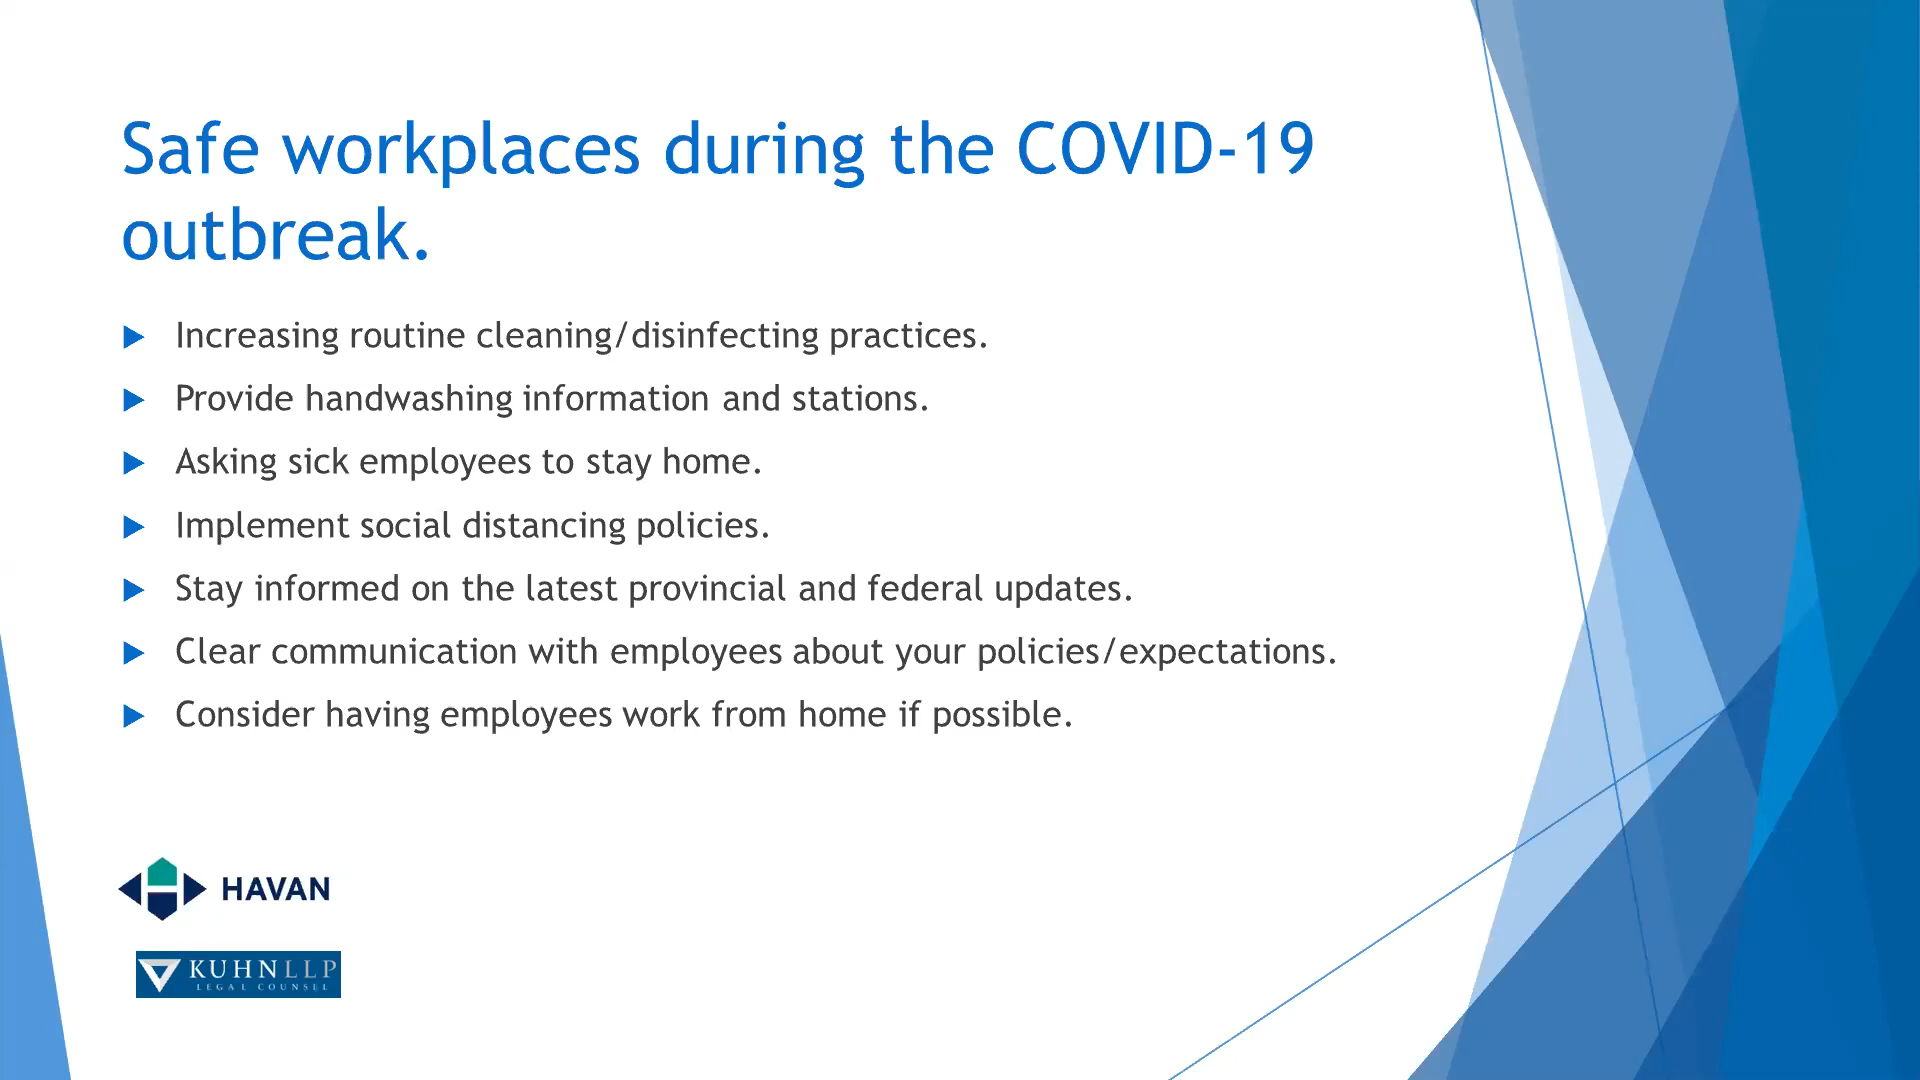 Safe workplaces during the COVID-19
outbreak.
Increasing routine cleaning/disinfecting practices.
Provide handwashing information and stations.
Asking sick employees to stay home.
Implement social distancing policies.
Stay informed on the latest provincial and federal updates.
Clear communication with employees about your policies/expectations.
Consider having employees work from home if possible.
HAVAN
KUHN LLP
LEGAL COUNSEL